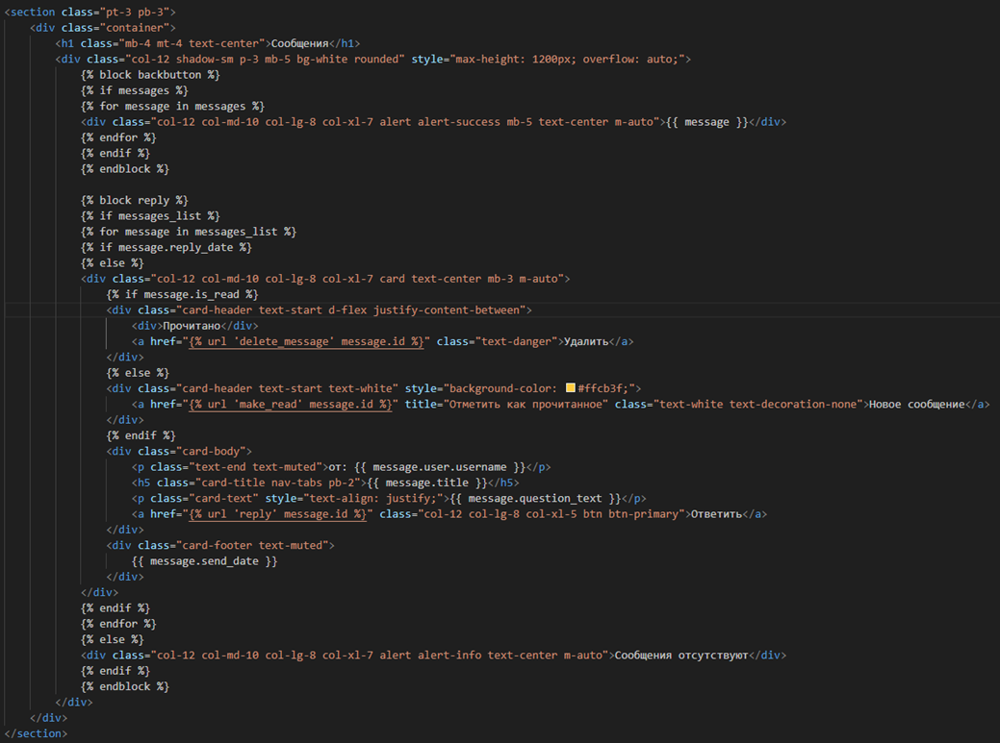 <section class="pt-3 pb-3">
<div class="container">
<h1 class="mb-4 mt-4 text-center">Сообщения</h1>
<div class="col-12 shadow-sm p-3 mb-5 bg-white rounded" style="max-height: 1200px; overflow: auto;">
{% block backbutton %}
{% if messages %}
{% for message in messages %}
<div class="col-12 col-md-10 col-lg-8 col-xl-7 alert alert-success mb-5 text-center m-auto">{{ message }}</div>
{% endfor %}
{% endif %}
{% endblock %}
{% block reply %}
{% if messages_list %}
{% for message in messages_list %}
{% if message.reply_date %}
{% else %}
<div class="col-12 col-md-10 col-lg-8 col-xl-7 card text-center mb-3 m-auto">
{% if message.is_read %}
<div class="card-header text-start d-flex justify-content-between">
<div>Прочитано</div>
<a href="{% url 'delete_message' message.id %}" class="text-danger">Удалить</a>
</div>
{% else %}
<div class="card-header text-start text-white" style="background-color: #ffcb3f;">
<a href="{% url 'make_read' message.id %}" title="Отметить как прочитанное" class="text-white text-decoration-none">Новое сообщение</a>
</div>
{% endif %}
<div class="card-body">
<p class="text-end text-muted">от: {{ message.user.username }}</p>
<h5 class="card-title nav-tabs pb-2">{{ message.title }}</h5>
<p class="card-text" style="text-align: justify;">{{ message.question_text }}</p>
<a href="{% url 'reply' message.id %}" class="col-12 col-lg-8 col-xl-5 btn btn-primary">Ответить</a>
</div>
<div class="card-footer text-muted">
{{ message.send_date }}
</div>
</div>
{% endif %}
{% endfor %}
{% else %}
<div class="col-12 col-md-10 col-lg-8 col-xl-7 alert alert-info text-center m-auto">Сообщения отсутствуют</div>
{% endif %}
{% endblock %}
</div>
</div>
</section>